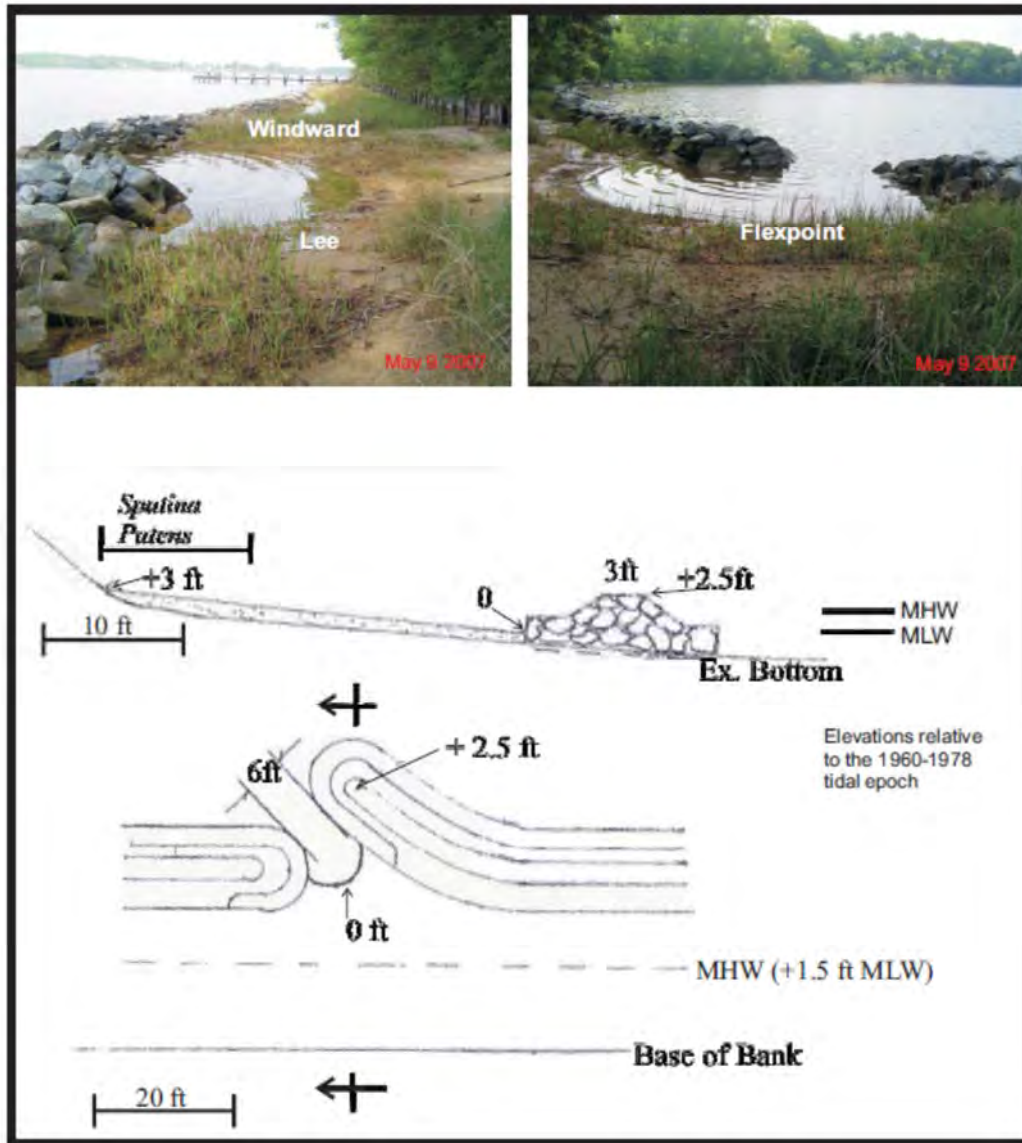 Windward
Lee
May 9 2007
Flexpoint
May 9 2007
Sputina
Patens
+3 ft
10 ft
0
3ft
+2.5ft
MHW
MLW
Ex. Bottom
Elevations relative
to the 1960-1978
tidal epoch
6ft
+ 2.5 ft
0 ft
MHW (+1.5 ft MLW)
Base of Bank
20 ft